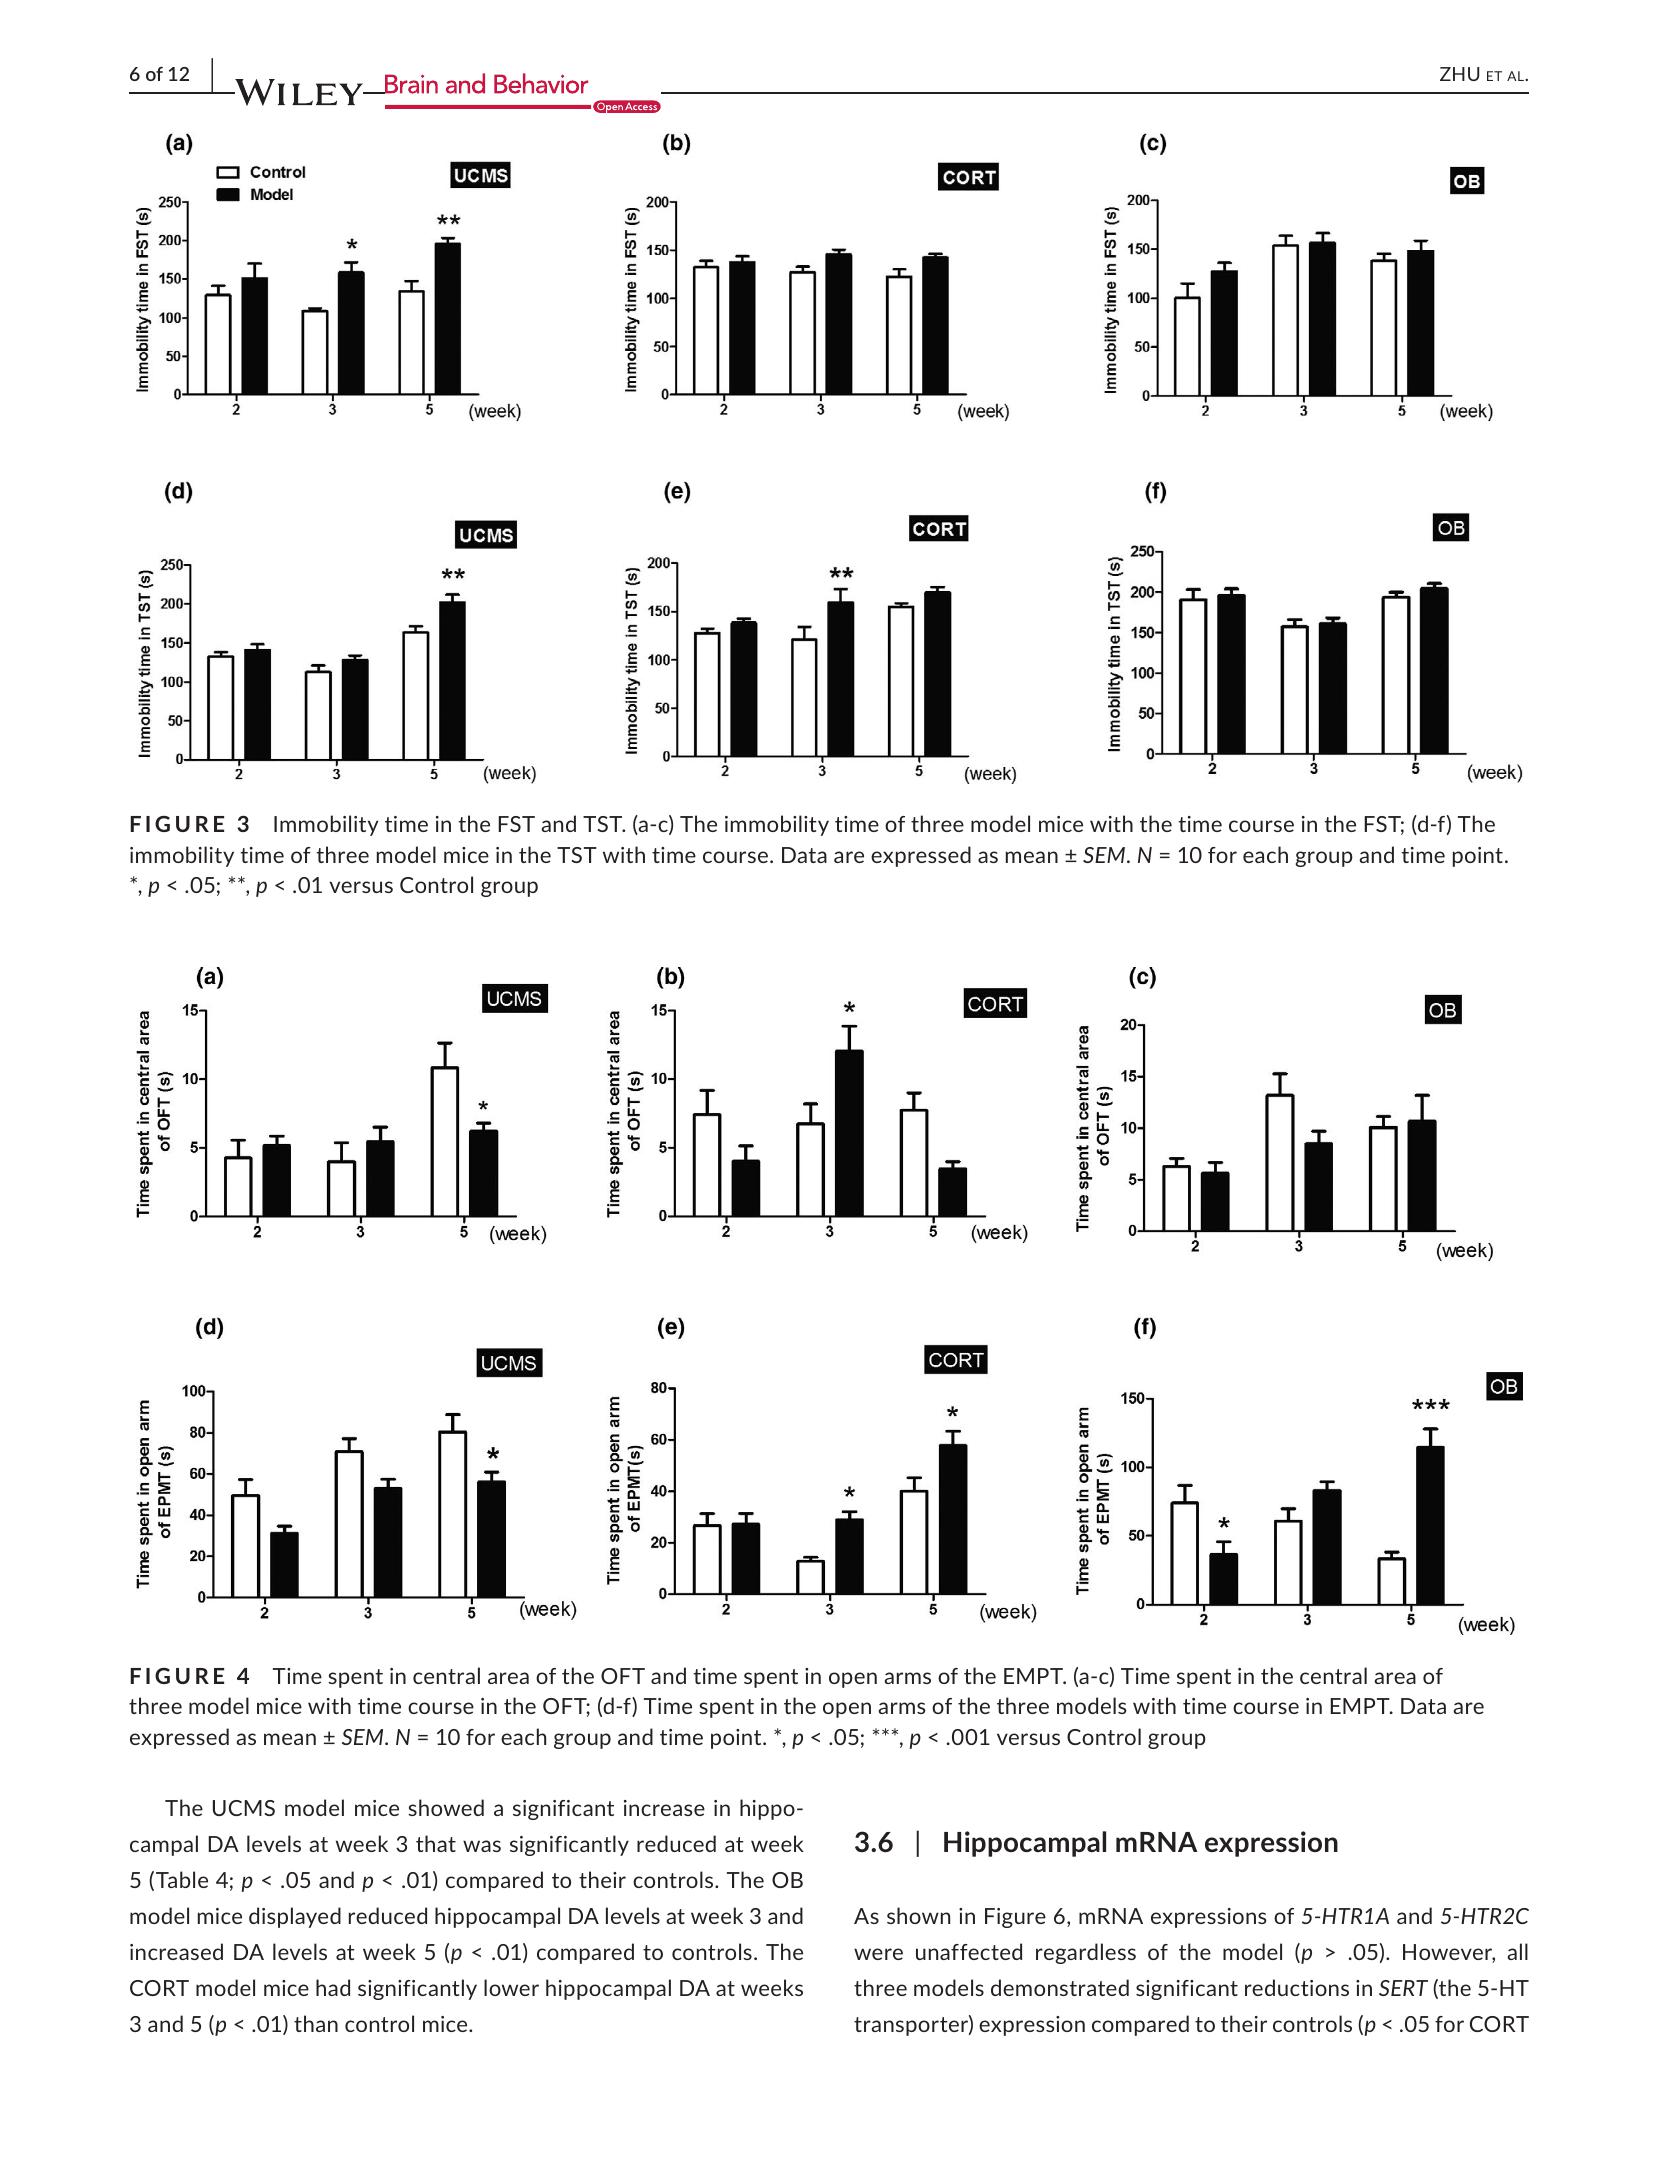 6 of 12
WILEY Brain and Behavior
Open Access
ZHU ET AL.
(a)
Control
Model
UCMS
Immobility time in FST (s)
250
200
150
100
50
0
*
**
2 3 5 (week)
(b)
CORT
Immobility time in FST (s)
200
150
100
50
0
2 3 5 (week)
(c)
OB
Immobility time in FST (s)
200
150
100
50
0
2 3 5 (week)
(d)
UCMS
Immobility time in TST (s)
250
200
150
100
50
0
**
2 3 5 (week)
(e)
CORT
Immobility time in TST (s)
200
150
100
50
0
**
2 3 5 (week)
(f)
OB
Immobility time in TST (s)
250
200
150
100
50
0
2 3 5 (week)
FIGURE 3 Immobility time in the FST and TST. (a-c) The immobility time of three model mice with the time course in the FST; (d-f) The
immobility time of three model mice in the TST with time course. Data are expressed as mean ± SEM. N = 10 for each group and time point.
*, p < .05; **, p < .01 versus Control group
(a)
UCMS
Time spent in central area
of OFT (s)
15
10
5
0
*
2 3 5 (week)
(b)
CORT
Time spent in central area
of OFT (s)
15
10
5
0
*
2 3 5 (week)
(c)
OB
Time spent in central area
of OFT (s)
20
15
10
5
0
2 3 5 (week)
(d)
UCMS
Time spent in open arm
of EPMT (s)
100
80
60
40
20
0
*
2 3 5 (week)
(e)
CORT
Time spent in open arm
of EPMT(s)
80
60
40
20
0
*
*
2 3 5 (week)
(f)
OB
Time spent in open arm
of EPMT (s)
150
100
50
0
*
***
2 3 5 (week)
FIGURE 4 Time spent in central area of the OFT and time spent in open arms of the EMPT. (a-c) Time spent in the central area of
three model mice with time course in the OFT; (d-f) Time spent in the open arms of the three models with time course in EMPT. Data are
expressed as mean ± SEM. N = 10 for each group and time point. *, p < .05; ***, p < .001 versus Control group
The UCMS model mice showed a significant increase in hippo-
campal DA levels at week 3 that was significantly reduced at week
5 (Table 4; p < .05 and p < .01) compared to their controls. The OB
model mice displayed reduced hippocampal DA levels at week 3 and
increased DA levels at week 5 (p < .01) compared to controls. The
CORT model mice had significantly lower hippocampal DA at weeks
3 and 5 (p < .01) than control mice.
3.6 | Hippocampal mRNA expression
As shown in Figure 6, mRNA expressions of 5-HTR1A and 5-HTR2C
were unaffected regardless of the model (p > .05). However, all
three models demonstrated significant reductions in SERT (the 5-HT
transporter) expression compared to their controls (p < .05 for CORT